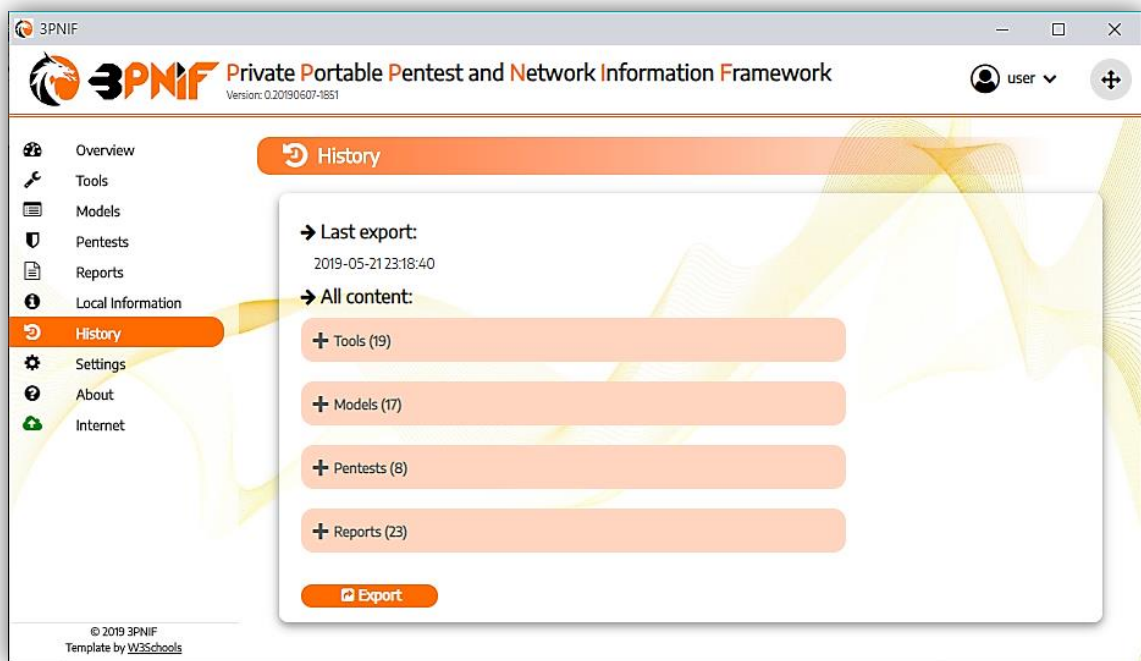 3PNIF
3PNIF Private Portable Pentest and Network Information Framework
Version: 0.20190607-1851
user
Overview
Tools
Models
Pentests
Reports
Local Information
History
Settings
About
Internet
© 2019 3PNIF
Template by W3Schools
History
Last export:
2019-05-21 23:18:40
All content:
Tools (19)
Models (17)
Pentests (8)
Reports (23)
Export